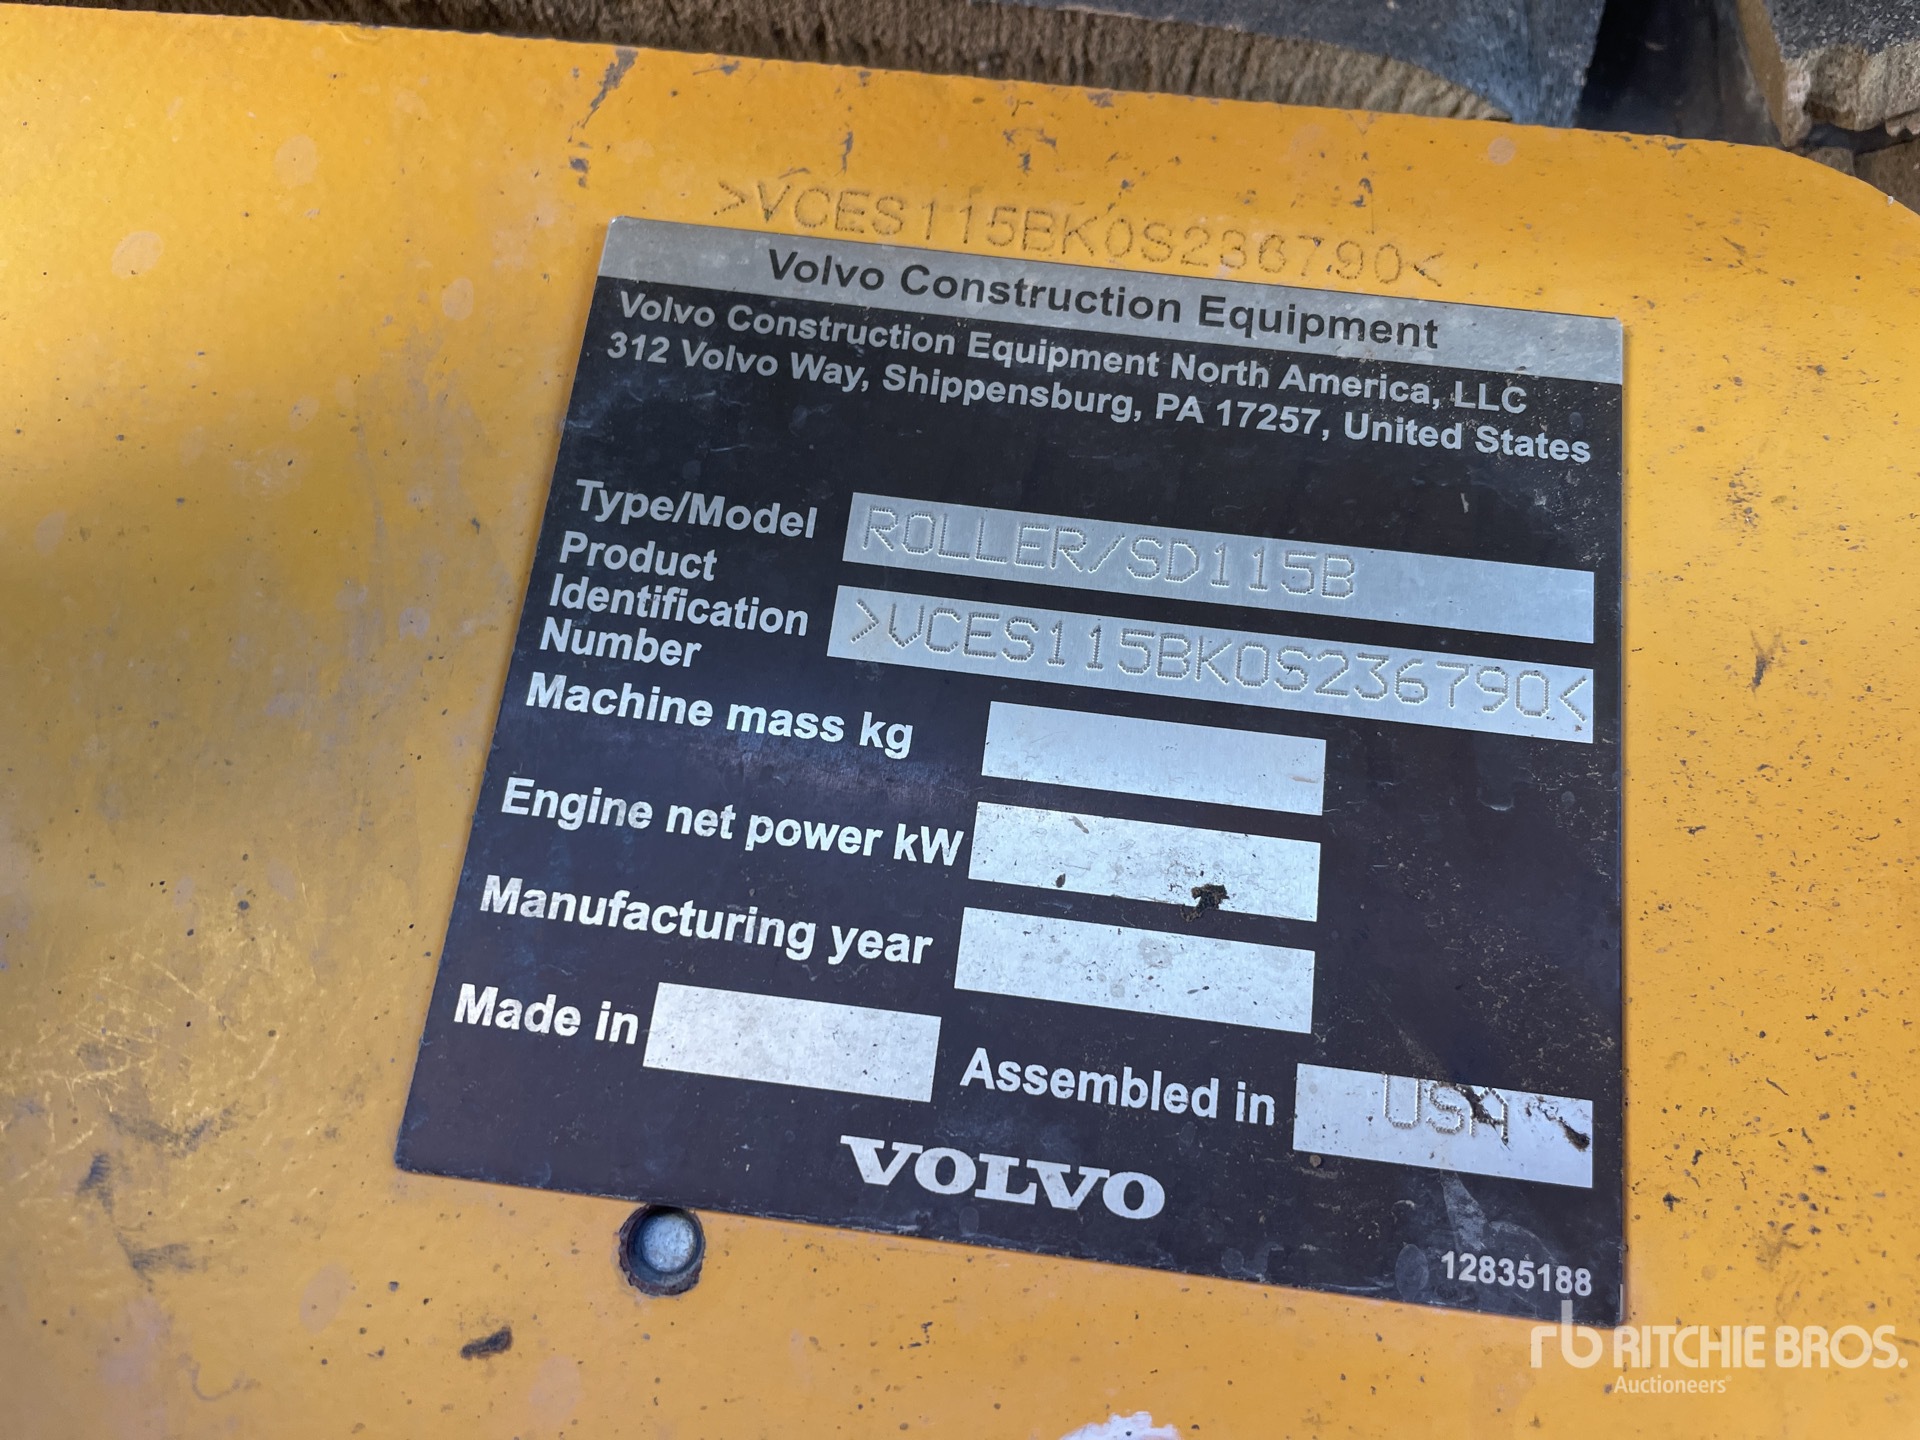 >VCES115BK0S236790<
Volvo Construction Equipment
Volvo Construction Equipment North America, LLC
312 Volvo Way, Shippensburg, PA 17257, United States
Type/Model ROLLER/SD115B
Product
Identification
Number >VCES115BK0S236790<
Machine mass kg
Engine net power kW
Manufacturing year
Made in
Assembled in USA
VOLVO
12835188
rb RITCHIE BROS.
Auctioneers